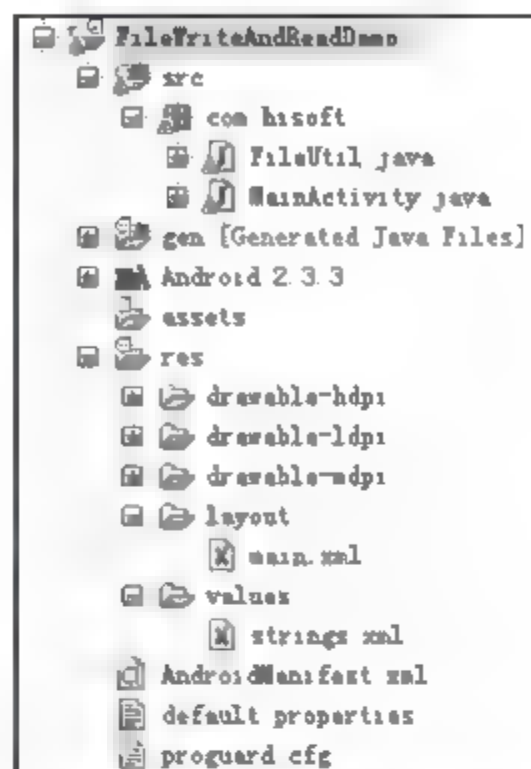 FileWriteAndReadDemo
src
com hisoft
FileUtil java
MainActivity java
gen [Generated Java Files]
Android 2.3.3
assets
res
drawable-hdpi
drawable-ldpi
drawable-mdpi
layout
main.xml
values
strings xml
AndroidManifest xml
default properties
proguard cfg